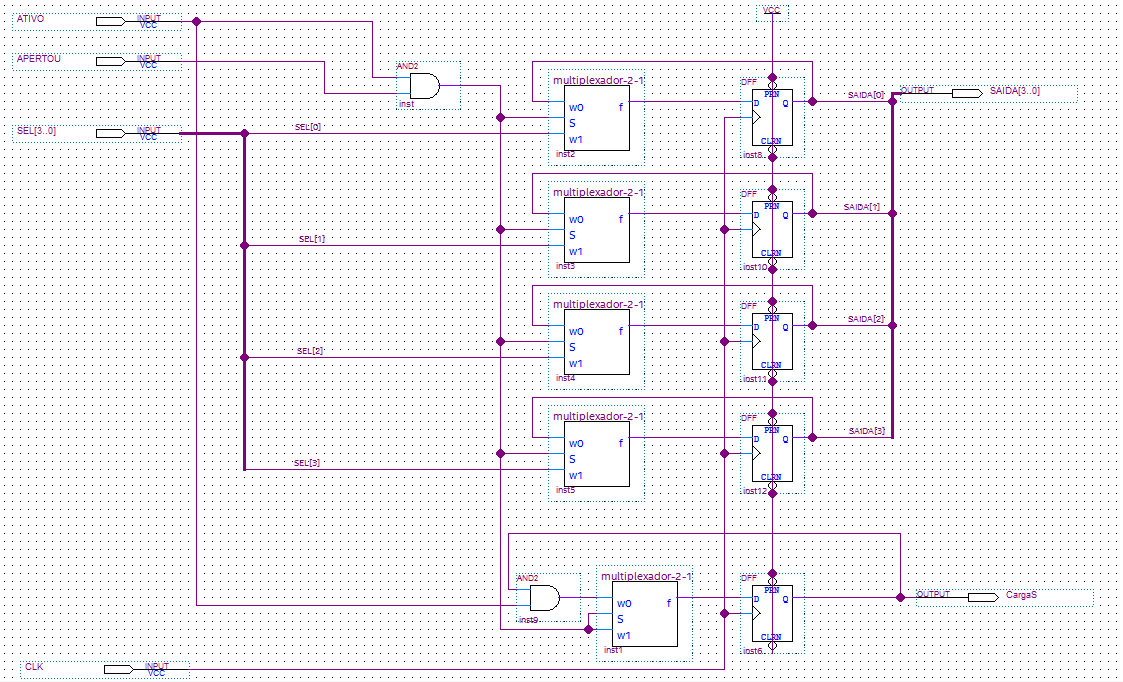 ATIVO
INPUT
VCC
APERTOU
INPUT
VCC
SEL[3..0]
INPUT
VCC
AND2
inst
VCC
SEL[0]
multiplexador-2-1
w0
f
S
w1
inst2
DFF
PRN
D
Q
CLRN
inst8
SAIDA[0]
OUTPUT
SAIDA[3..0]
SEL[1]
multiplexador-2-1
w0
f
S
w1
inst3
DFF
PRN
D
Q
CLRN
inst10
SAIDA[1]
SEL[2]
multiplexador-2-1
w0
f
S
w1
inst4
DFF
PRN
D
Q
CLRN
inst11
SAIDA[2]
SEL[3]
multiplexador-2-1
w0
f
S
w1
inst5
DFF
PRN
D
Q
CLRN
inst12
SAIDA[3]
AND2
inst9
multiplexador-2-1
w0
f
S
w1
inst1
DFF
PRN
D
Q
CLRN
inst6
OUTPUT
CargaS
CLK
INPUT
VCC